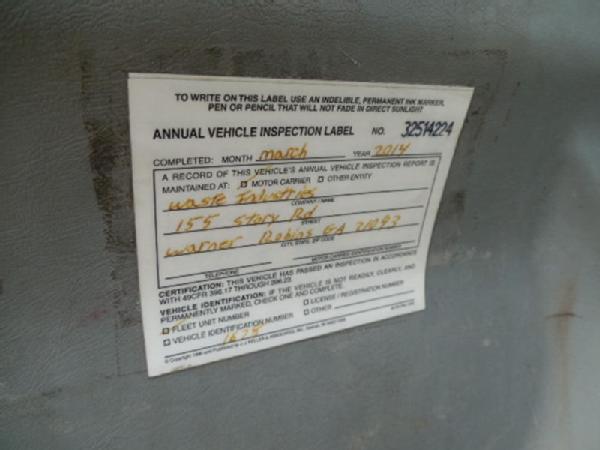 TO WRITE ON THIS LABEL USE AN INDELIBLE, PERMANENT INK MARKER,
PEN OR PENCIL THAT WILL NOT FADE IN DIRECT SUNLIGHT
ANNUAL VEHICLE INSPECTION LABEL NO. 32514224
COMPLETED: MONTH march YEAR 2014
A RECORD OF THIS VEHICLE'S ANNUAL VEHICLE INSPECTION REPORT IS
MAINTAINED AT: MOTOR CARRIER OTHER ENTITY
Waste Industries
COMPANY / NAME
155 Story Rd
STREET
Warner Robins GA 31093
CITY, STATE, ZIP CODE
TELEPHONE MOTOR CARRIER IDENTIFICATION NUMBER
CERTIFICATION: THIS VEHICLE HAS PASSED AN INSPECTION IN ACCORDANCE
WITH 49CFR 396.17 THROUGH 396.23.
VEHICLE IDENTIFICATION: IF THE VEHICLE IS NOT READILY, CLEARLY, AND
PERMANENTLY MARKED, CHECK ONE AND COMPLETE.
FLEET UNIT NUMBER LICENSE / REGISTRATION NUMBER
VEHICLE IDENTIFICATION NUMBER OTHER